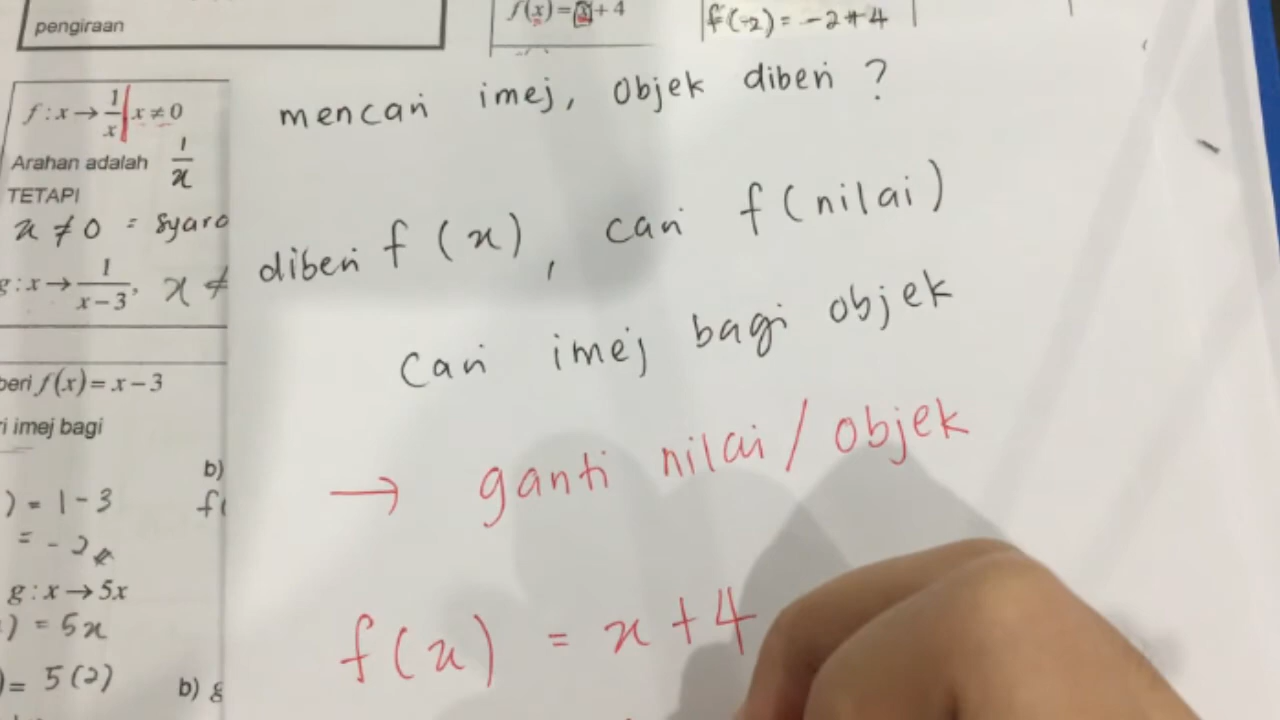 pengiraan
f(x)=x+4
f(-2) = -2+4
f : x → 1/x | x ≠ 0
Arahan adalah 1/x
TETAPI
x ≠ 0 = syara
g : x → 1/(x−3), x ≠
beri f(x) = x − 3
i imej bagi
b)
) = 1-3
f(
= -2
g : x → 5x
) = 5x
)= 5(2)
b) g
mencari imej, objek diberi ?
diberi f(x), cari f(nilai)
cari imej bagi objek
→ ganti nilai / objek
f(x) = x+4